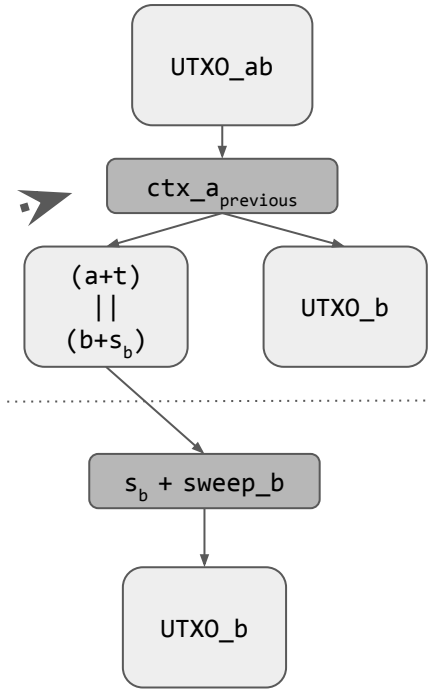 UTXO_ab
ctx_a_previous
(a+t)
||
(b+s_b)
UTXO_b
s_b + sweep_b
UTXO_b